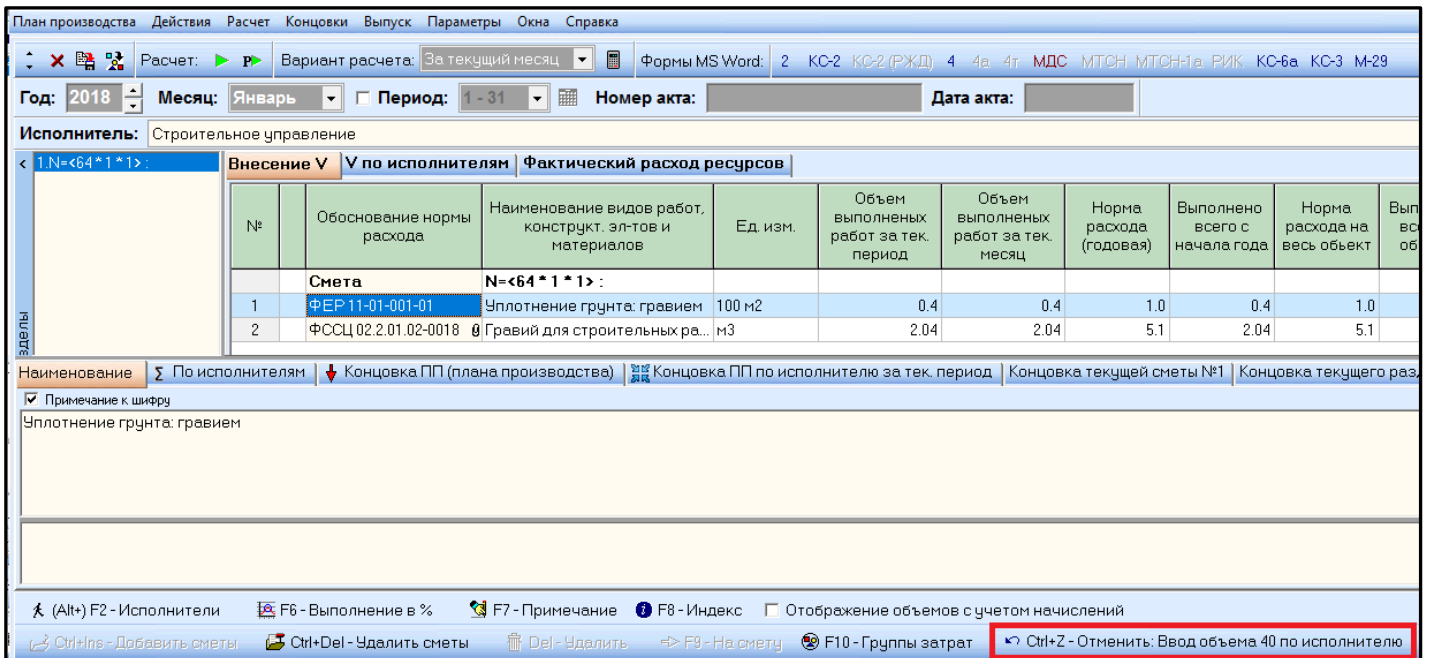 План производства Действия Расчет Концовки Выпуск Параметры Окна Справка
Расчет: P Вариант расчета: За текущий месяц Формы MS Word: 2 КС-2 КС-2 (РЖД) 4 4а 4т МДС МТСН МТСН-1а РИК КС-6а КС-3 М-29
Год: 2018 Месяц: Январь Период: 1 - 31 Номер акта: Дата акта:
Исполнитель: Строительное управление
< 1.N=<64*1*1> : Внесение V V по исполнителям Фактический расход ресурсов
№ Обоснование нормы расхода Наименование видов работ, конструкт. эл-тов и материалов Ед. изм. Объем выполненых работ за тек. период Объем выполненых работ за тек. месяц Норма расхода (годовая) Выполнено всего с начала года Норма расхода на весь обьект
Смета N=<64 * 1 * 1> :
1 ФЕР 11-01-001-01 Уплотнение грунта: гравием 100 м2 0.4 0.4 1.0 0.4 1.0
2 ФССЦ 02.2.01.02-0018 Гравий для строительных ра... м3 2.04 2.04 5.1 2.04 5.1
Наименование Σ По исполнителям Концовка ПП (плана производства) Концовка ПП по исполнителю за тек. период Концовка текущей сметы №1 Концовка текущего
Примечание к шифру
Уплотнение грунта: гравием
(Alt+) F2 - Исполнители F6 - Выполнение в % F7 - Примечание F8 - Индекс Отображение объемов с учетом начислений
Ctrl+Ins - Добавить сметы Ctrl+Del - Удалить сметы Del - Удалить F9 - На смету F10 - Группы затрат Ctrl+Z - Отменить: Ввод объема 40 по исполнителю